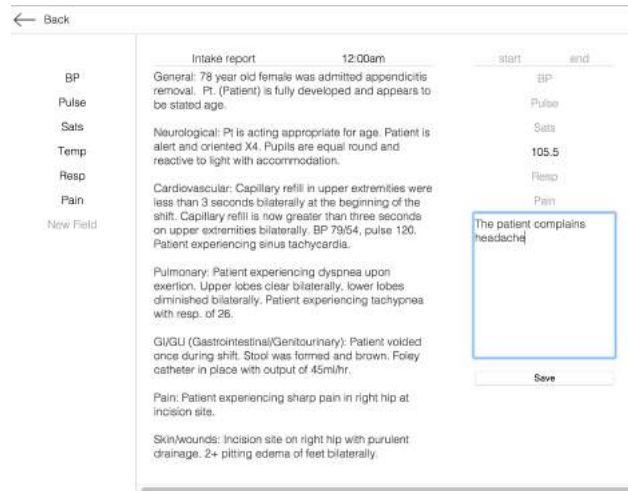 Back
BP
Pulse
Sats
Temp
Resp
Pain
New Field
Intake report 12:00am
General: 78 year old female was admitted appendicitis
removal. Pt. (Patient) is fully developed and appears to
be stated age.
Neurological: Pt is acting appropriate for age. Patient is
alert and oriented X4. Pupils are equal round and
reactive to light with accommodation.
Cardiovascular: Capillary refill in upper extremities were
less than 3 seconds bilaterally at the beginning of the
shift. Capillary refill is now greater than three seconds
on upper extremities bilaterally. BP 79/54, pulse 120.
Patient experiencing sinus tachycardia.
Pulmonary: Patient experiencing dyspnea upon
exertion. Upper lobes clear bilaterally, lower lobes
diminished bilaterally. Patient experiencing tachypnea
with resp. of 26.
GI/GU (Gastrointestinal/Genitourinary): Patient voided
once during shift. Stool was formed and brown. Foley
catheter in place with output of 45ml/hr.
Pain: Patient experiencing sharp pain in right hip at
incision site.
Skin/wounds: Incision site on right hip with purulent
drainage. 2+ pitting edema of feet bilaterally.
start end
BP
Pulse
Sats
105.5
Resp
Pain
The patient complains
headache
Save